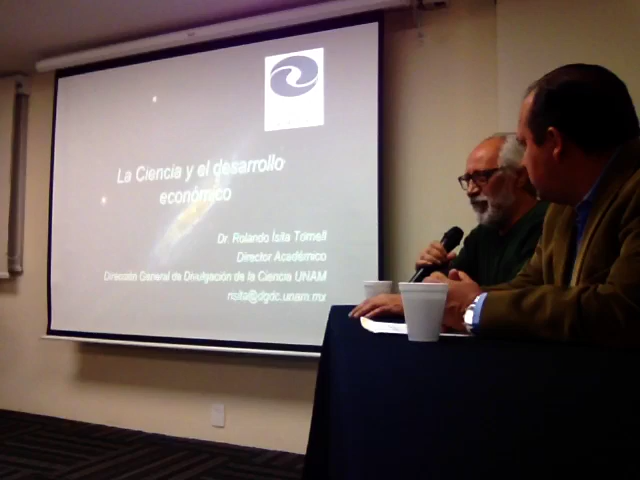 La Ciencia y el desarrollo
económico
Dr. Rolando Ísita Tornell
Director Académico
Dirección General de Divulgación de la Ciencia UNAM
risita@dgdc.unam.mx